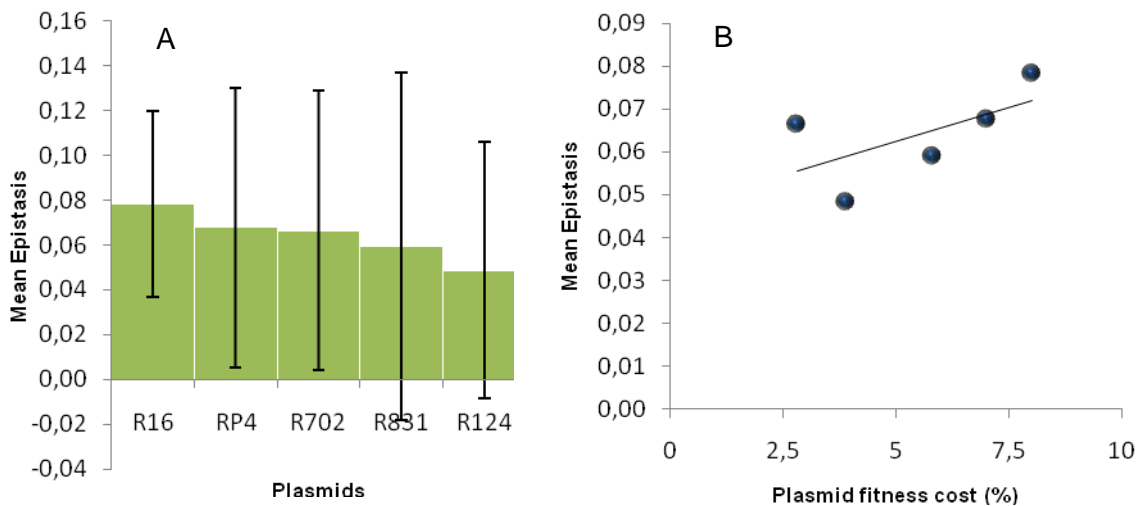 A
Mean Epistasis
0,16
0,14
0,12
0,10
0,08
0,06
0,04
0,02
0,00
-0,02
-0,04
R16 RP4 R702 R831 R124
Plasmids
B
Mean Epistasis
0,09
0,08
0,07
0,06
0,05
0,04
0,03
0,02
0,01
0,00
0 2,5 5 7,5 10
Plasmid fitness cost (%)